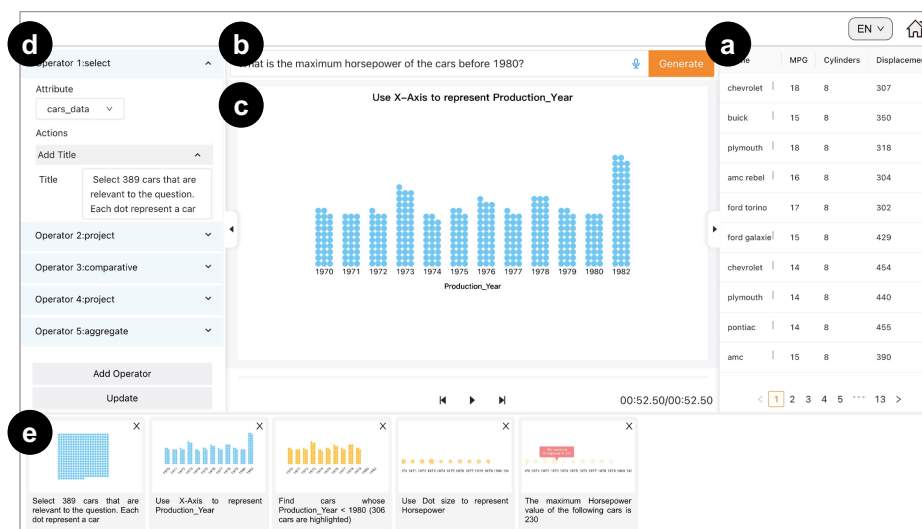 EN
d
b
a
Operator 1:select
What is the maximum horsepower of the cars before 1980?
Generate
MPG Cylinders Displaceme
Attribute
cars_data
Actions
Add Title
Title
Select 389 cars that are
relevant to the question.
Each dot represent a car
Operator 2:project
Operator 3:comparative
Operator 4:project
Operator 5:aggregate
Add Operator
Update
c
Use X-Axis to represent Production_Year
1970 1971 1972 1973 1974 1975 1976 1977 1978 1979 1980 1982
Production_Year
00:52.50/00:52.50
chevrolet 18 8 307
buick 15 8 350
plymouth 18 8 318
amc rebel 16 8 304
ford torino 17 8 302
ford galaxie 15 8 429
chevrolet 14 8 454
plymouth 14 8 440
pontiac 14 8 455
amc 15 8 390
< 1 2 3 4 5 ••• 13 >
e
X
X
X
X
X
Select 389 cars that are
relevant to the question. Each
dot represent a car
Use X-Axis to represent
Production_Year
Find cars whose
Production_Year < 1980 (306
cars are highlighted)
Use Dot size to represent
Horsepower
The maximum Horsepower
value of the following cars is
230